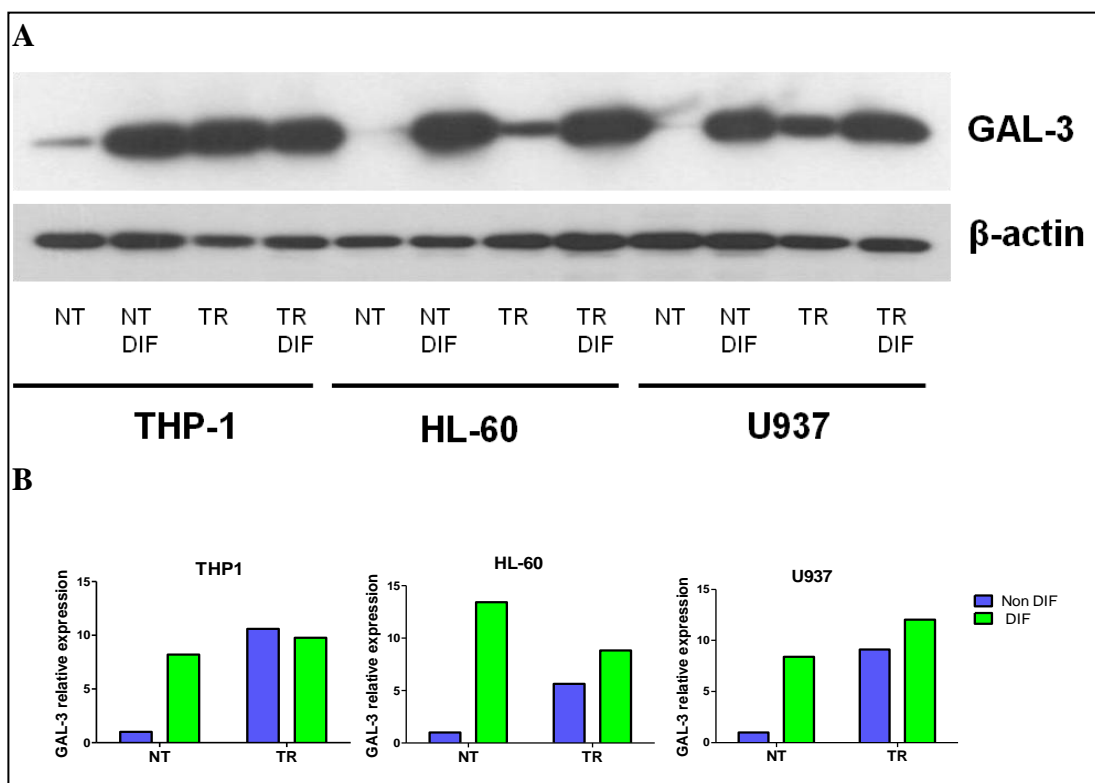 A
GAL-3
β-actin
NT NT TR TR NT NT TR TR NT NT TR TR
DIF DIF DIF DIF DIF DIF
THP-1 HL-60 U937
B
THP1
GAL-3 relative expression
15
10
5
0
NT TR
HL-60
GAL-3 relative expression
15
10
5
0
NT TR
U937
GAL-3 relative expression
15
10
5
0
NT TR
Non DIF
DIF